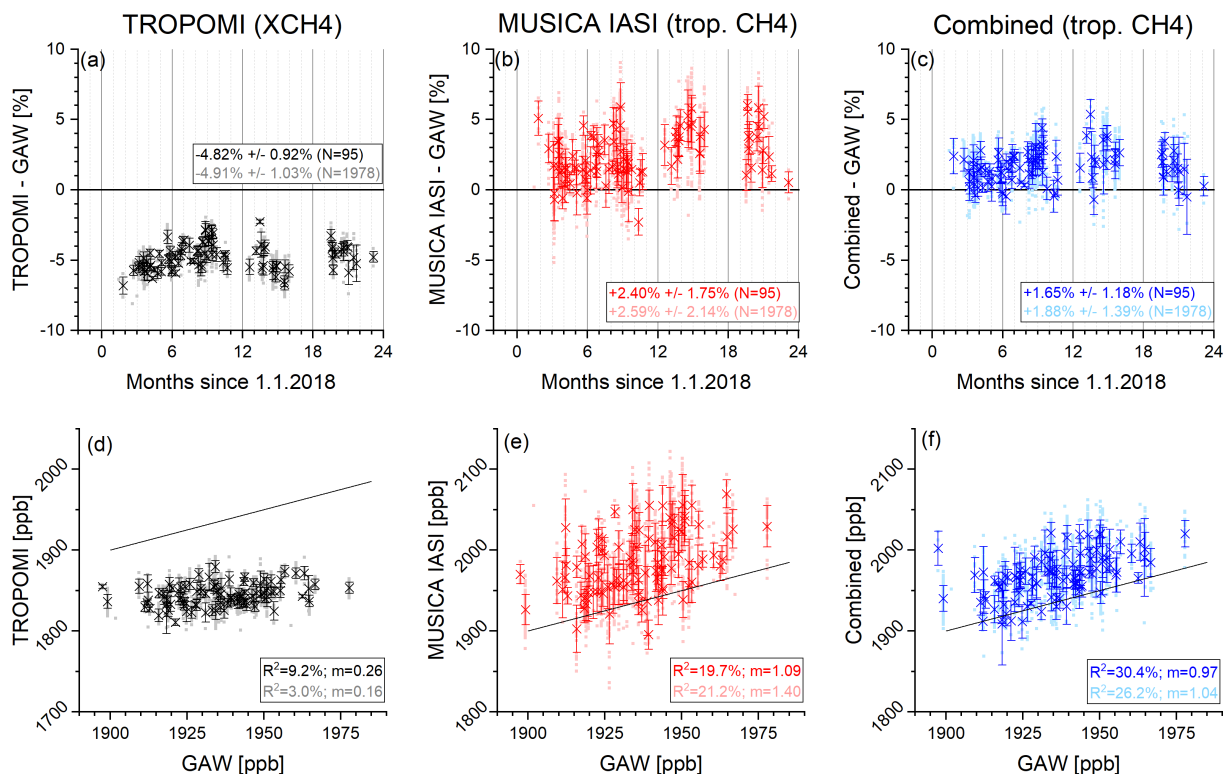 TROPOMI (XCH4)
MUSICA IASI (trop. CH4)
Combined (trop. CH4)
(a)
TROPOMI - GAW [%]
10
5
0
-5
-10
-4.82% +/- 0.92% (N=95)
-4.91% +/- 1.03% (N=1978)
0 6 12 18 24
Months since 1.1.2018
(b)
MUSICA IASI - GAW [%]
10
5
0
-5
-10
+2.40% +/- 1.75% (N=95)
+2.59% +/- 2.14% (N=1978)
0 6 12 18 24
Months since 1.1.2018
(c)
Combined - GAW [%]
10
5
0
-5
-10
+1.65% +/- 1.18% (N=95)
+1.88% +/- 1.39% (N=1978)
0 6 12 18 24
Months since 1.1.2018
(d)
TROPOMI [ppb]
2000
1900
1800
1700
R²=9.2%; m=0.26
R²=3.0%; m=0.16
1900 1925 1950 1975
GAW [ppb]
(e)
MUSICA IASI [ppb]
2100
2000
1900
1800
R²=19.7%; m=1.09
R²=21.2%; m=1.40
1900 1925 1950 1975
GAW [ppb]
(f)
Combined [ppb]
2100
2000
1900
1800
R²=30.4%; m=0.97
R²=26.2%; m=1.04
1900 1925 1950 1975
GAW [ppb]